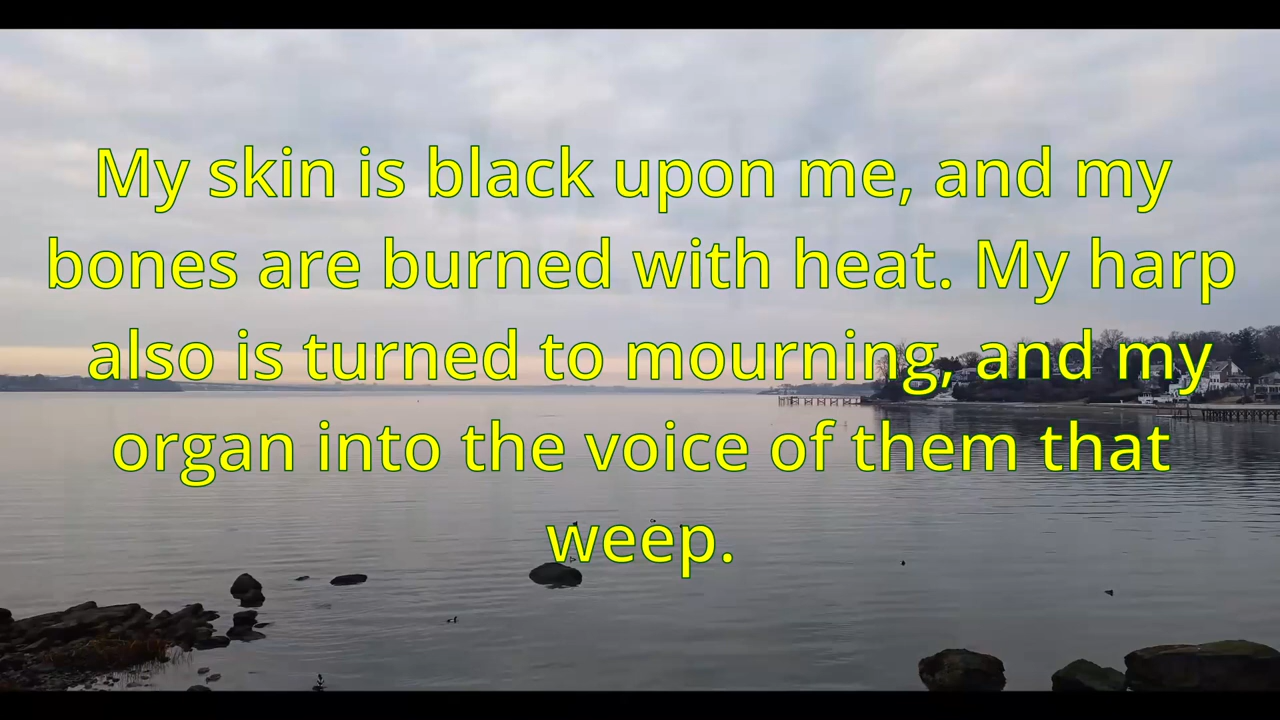 My skin is black upon me, and my
bones are burned with heat. My harp
also is turned to mourning, and my
organ into the voice of them that
weep.